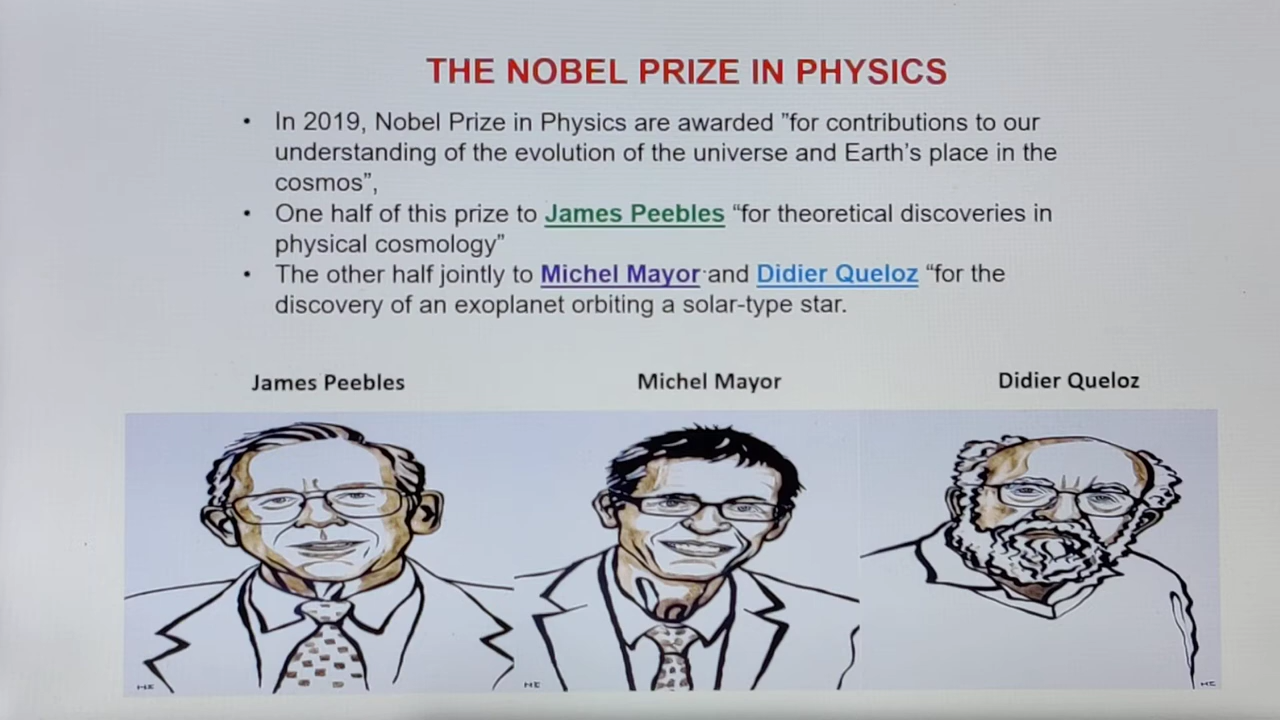 THE NOBEL PRIZE IN PHYSICS
• In 2019, Nobel Prize in Physics are awarded ”for contributions to our
understanding of the evolution of the universe and Earth’s place in the
cosmos”,
• One half of this prize to James Peebles “for theoretical discoveries in
physical cosmology”
• The other half jointly to Michel Mayor and Didier Queloz “for the
discovery of an exoplanet orbiting a solar-type star.
James Peebles
Michel Mayor
Didier Queloz